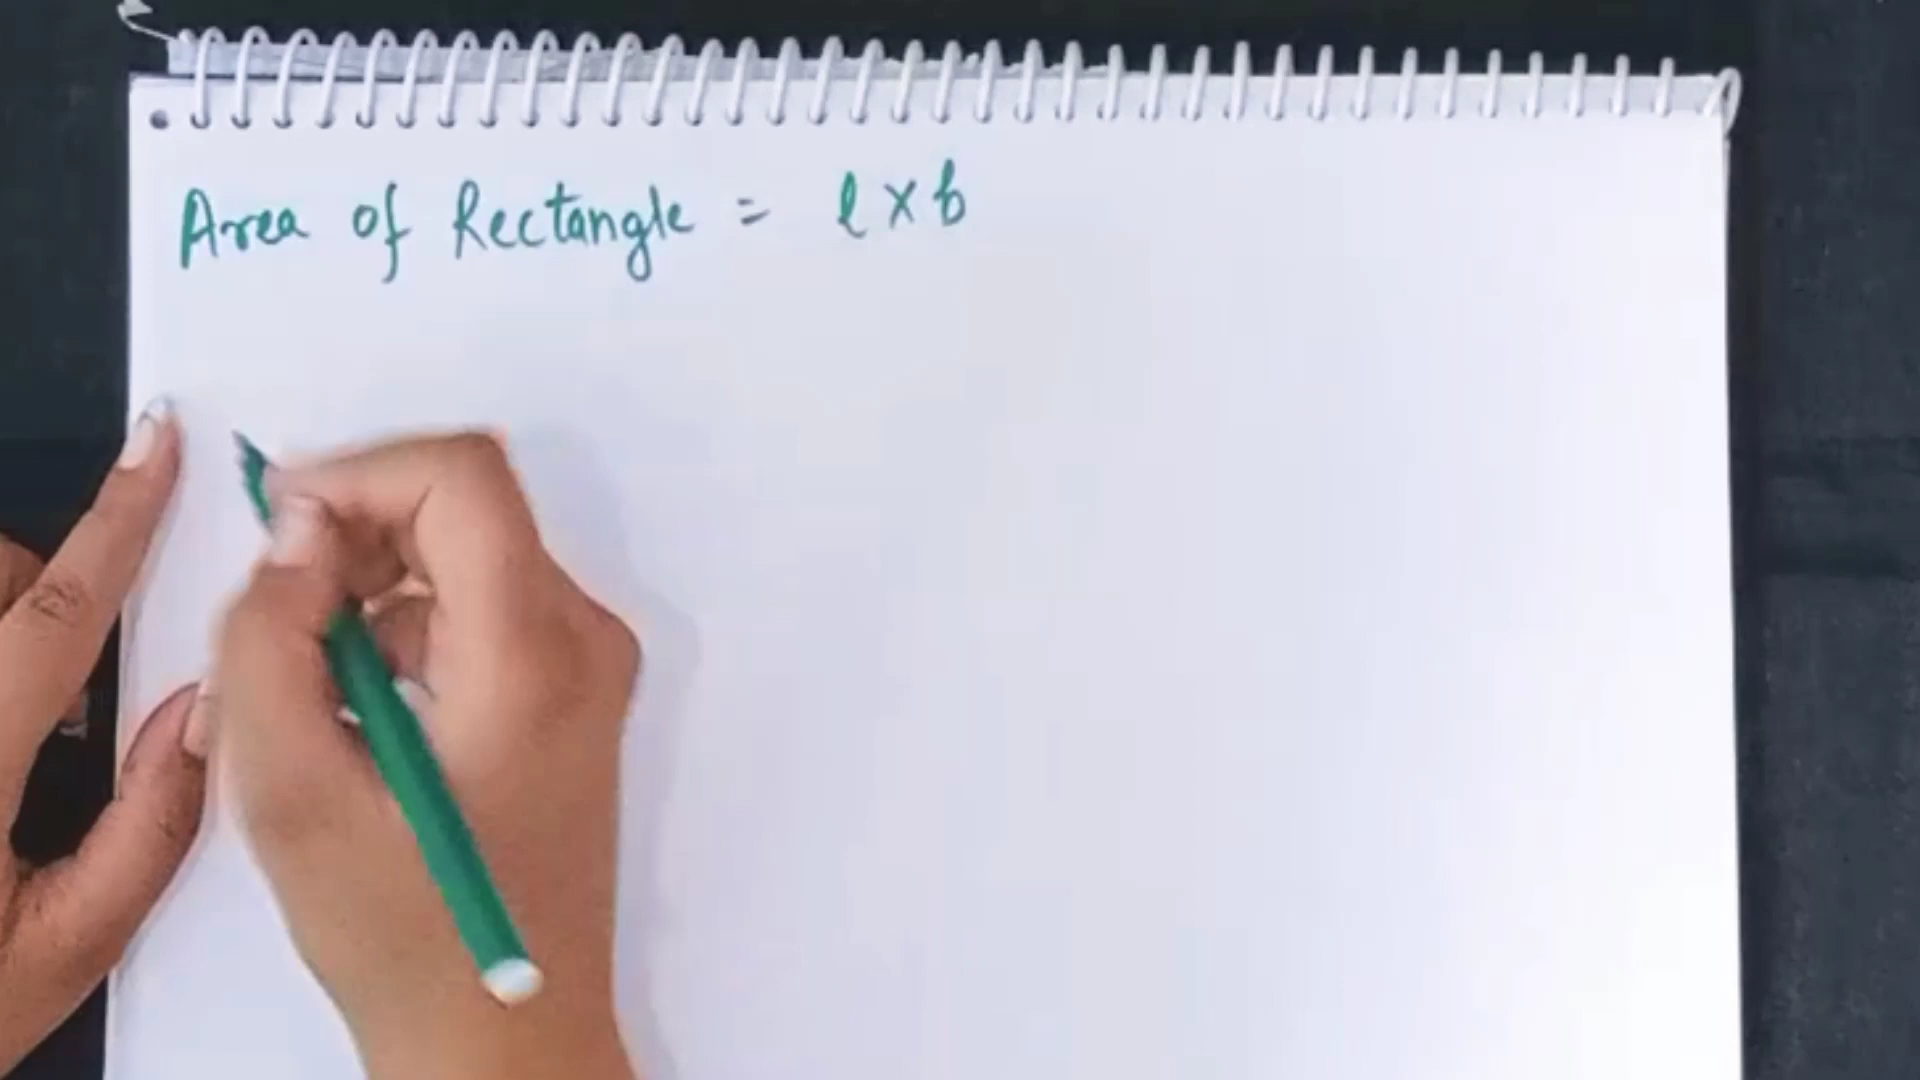 Area of Rectangle = l × b